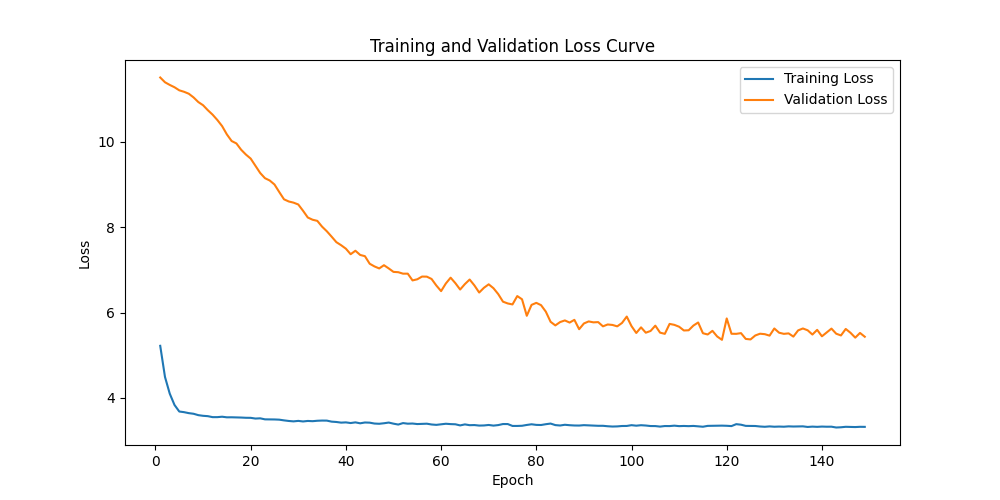 Training and Validation Loss Curve
Training Loss
Validation Loss
Loss
10
8
6
4
0 20 40 60 80 100 120 140
Epoch